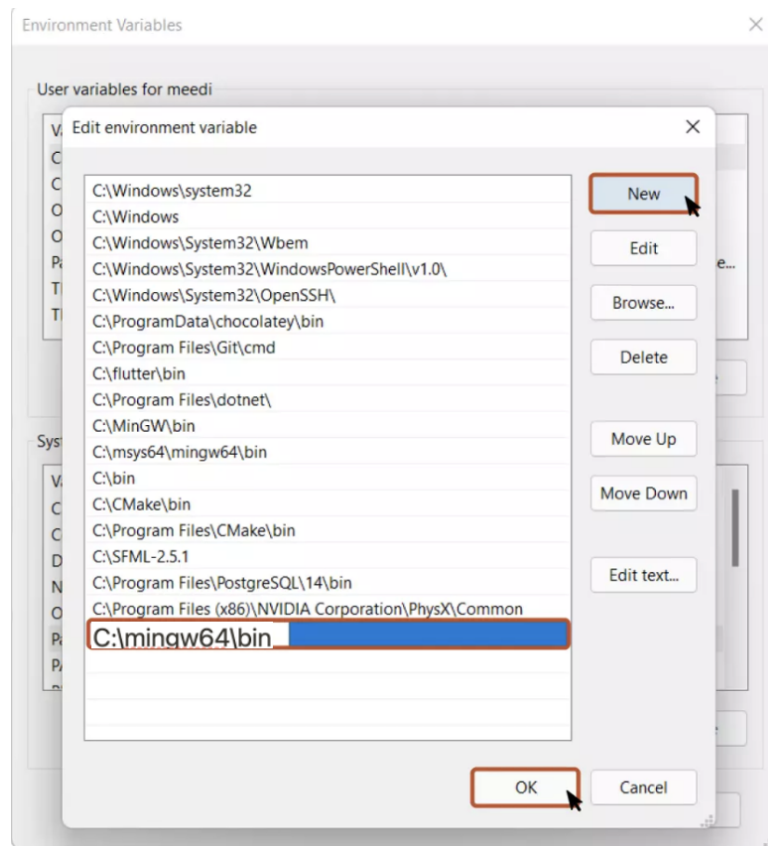 Environment Variables
User variables for meedi
Edit environment variable
C:\Windows\system32
C:\Windows
C:\Windows\System32\Wbem
C:\Windows\System32\WindowsPowerShell\v1.0\
C:\Windows\System32\OpenSSH\
C:\ProgramData\chocolatey\bin
C:\Program Files\Git\cmd
C:\flutter\bin
C:\Program Files\dotnet\
C:\MinGW\bin
C:\msys64\mingw64\bin
C:\bin
C:\CMake\bin
C:\Program Files\CMake\bin
C:\SFML-2.5.1
C:\Program Files\PostgreSQL\14\bin
C:\Program Files (x86)\NVIDIA Corporation\PhysX\Common
C:\mingw64\bin
New
Edit
Browse...
Delete
Move Up
Move Down
Edit text...
OK
Cancel